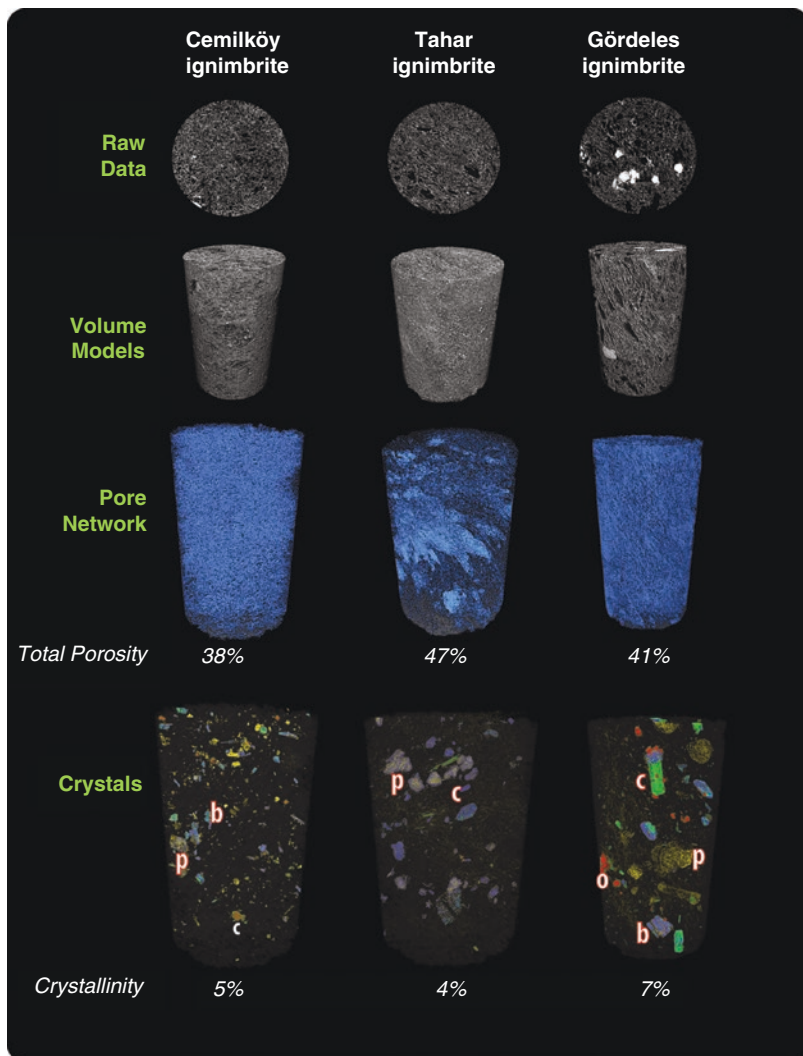 Cemilköy
ignimbrite
Tahar
ignimbrite
Gördeles
ignimbrite
Raw
Data
Volume
Models
Pore
Network
Total Porosity 38% 47% 41%
Crystals
b
p
c
p
c
c
p
o
b
Crystallinity 5% 4% 7%